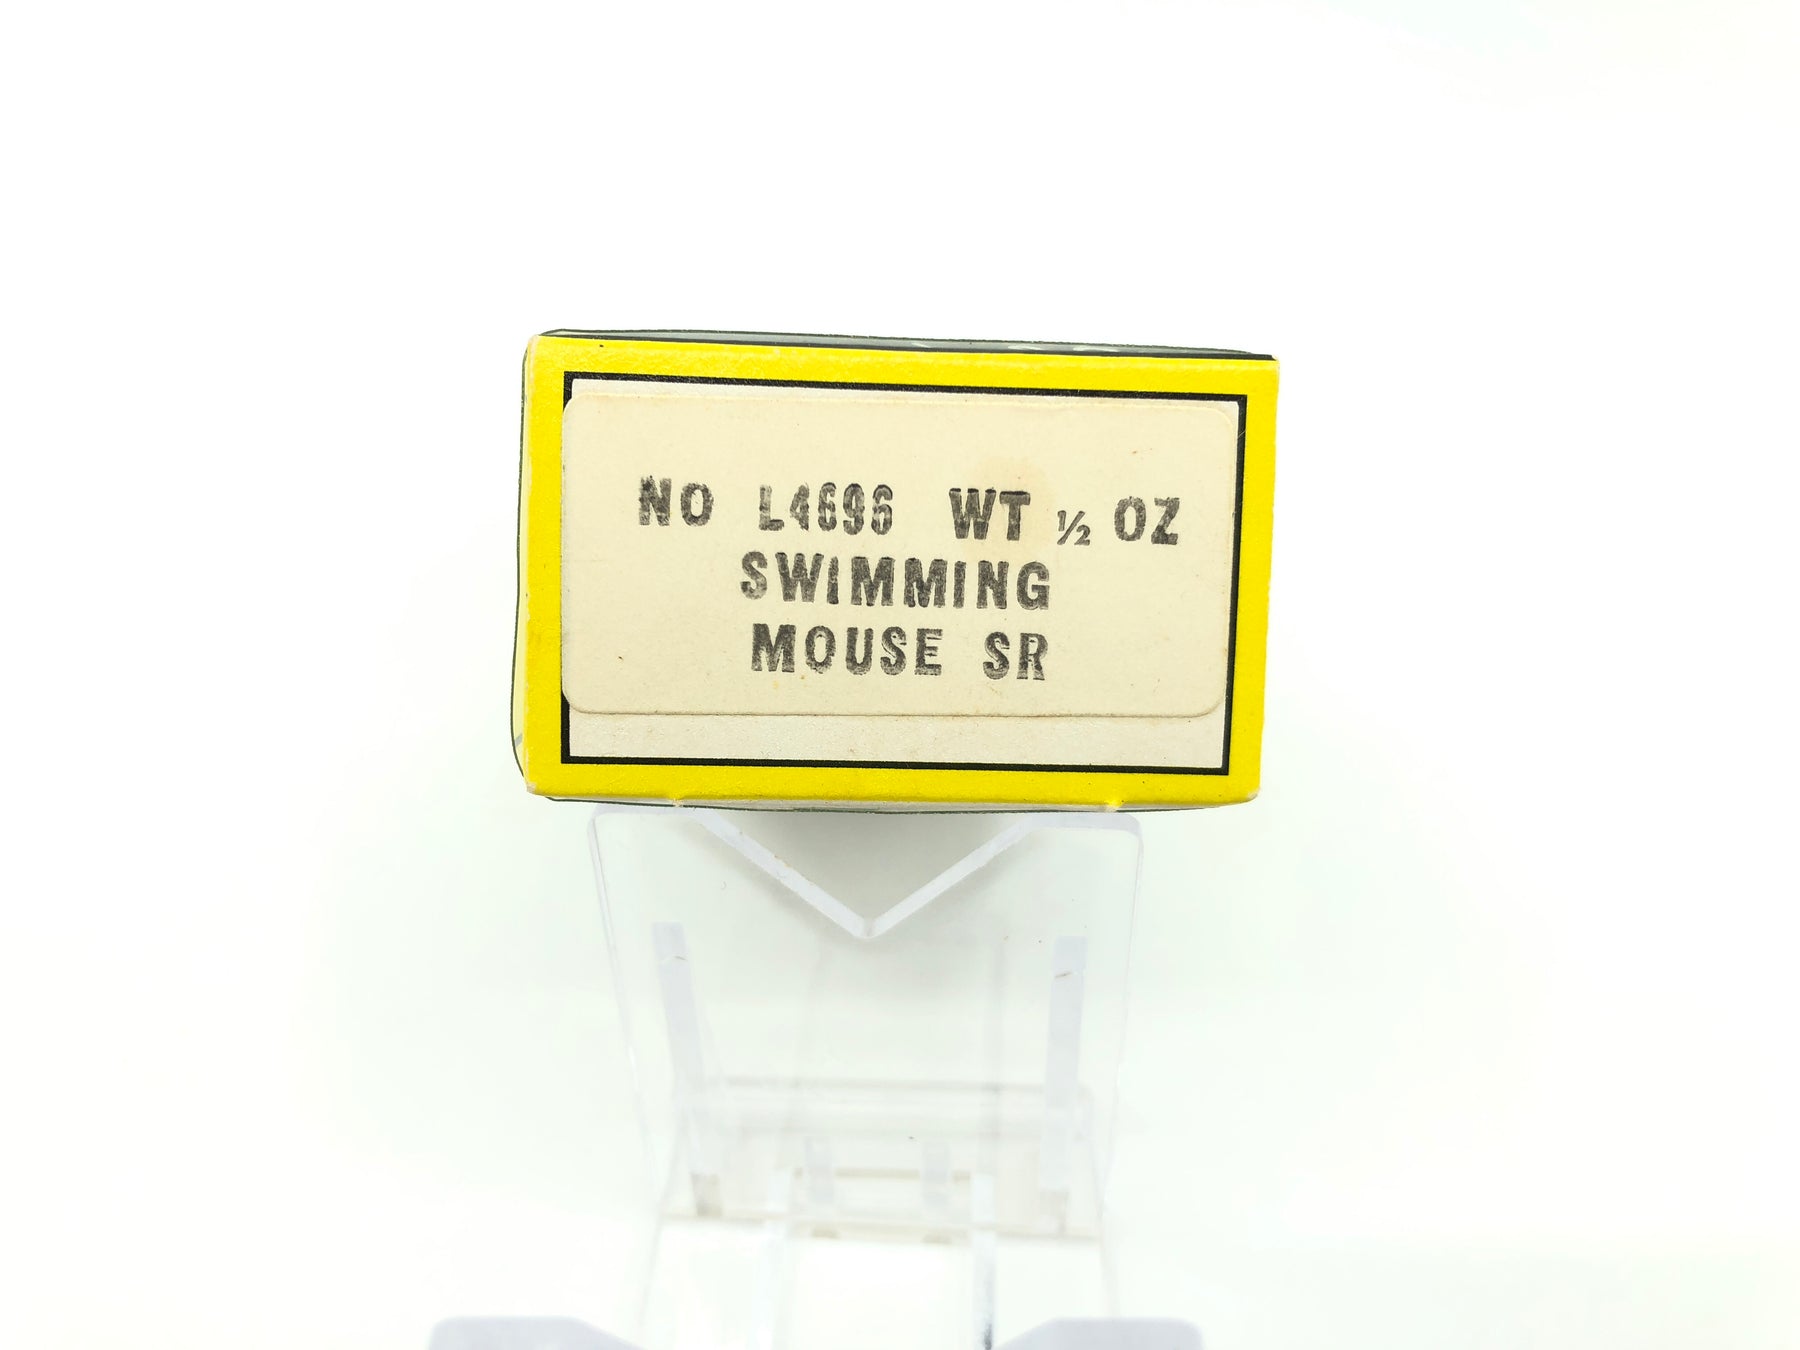 NO L4696 WT ½ OZ
SWIMMING
MOUSE SR